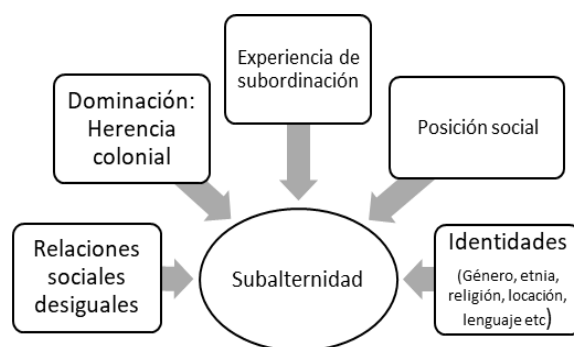 Experiencia de
subordinación
Dominación:
Herencia
colonial
Posición social
Relaciones
sociales
desiguales
Subalternidad
Identidades
(Género, etnia,
religión, locación,
lenguaje etc)